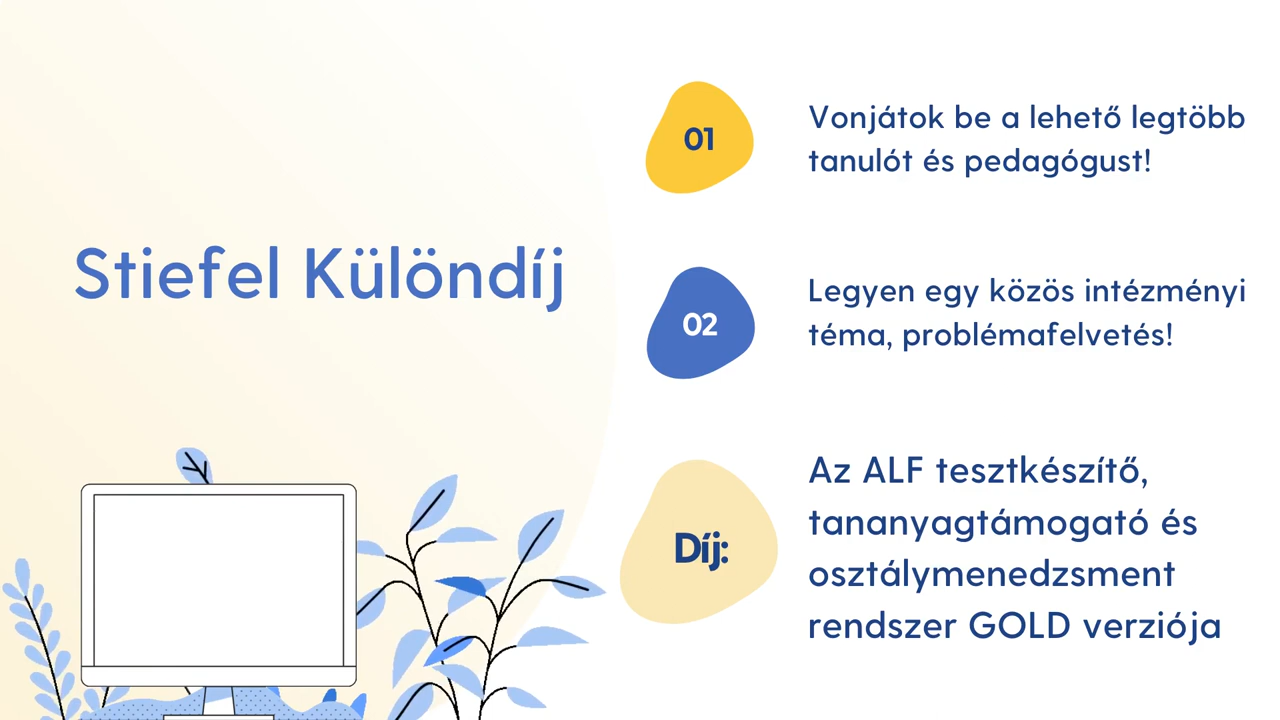 Stiefel Különdíj
01
Vonjátok be a lehető legtöbb
tanulót és pedagógust!
02
Legyen egy közös intézményi
téma, problémafelvetés!
Díj:
Az ALF tesztkészítő,
tananyagtámogató és
osztálymenedzsment
rendszer GOLD verziója